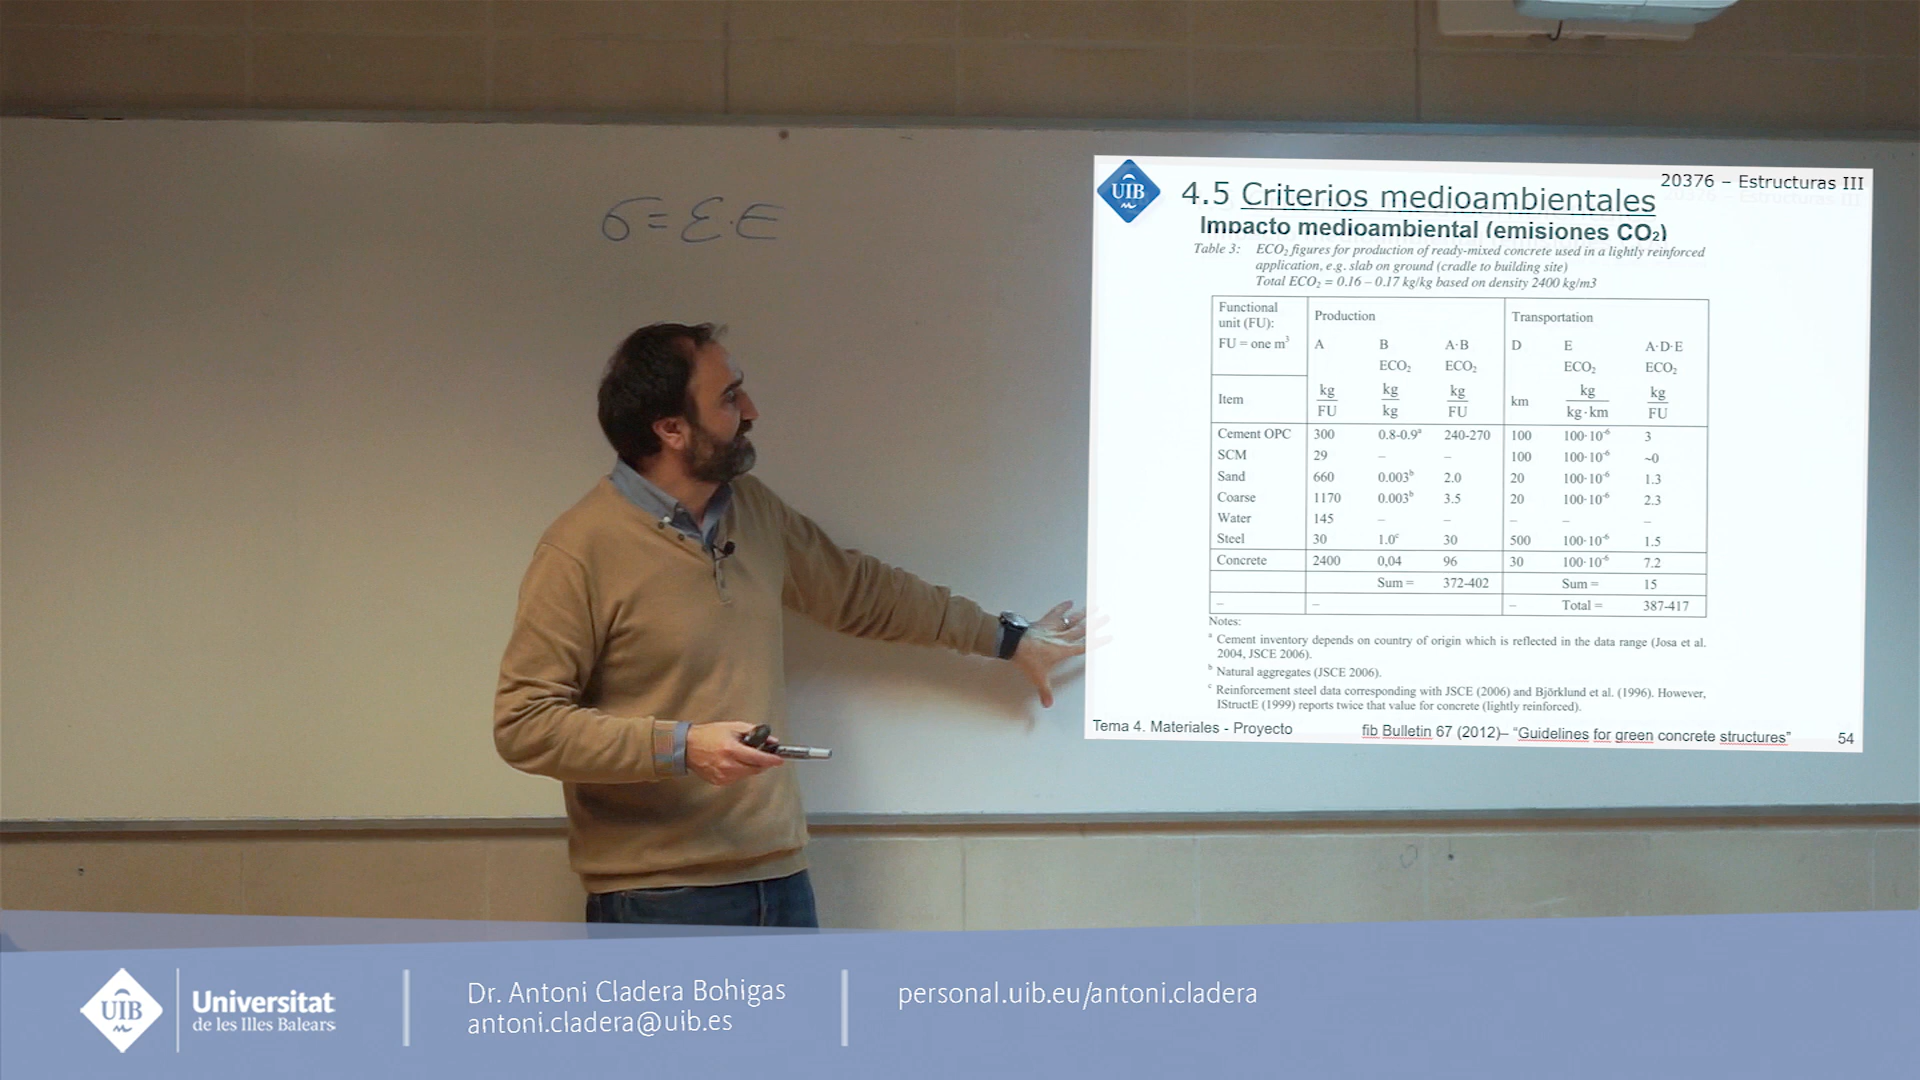 σ = ε·E
UIB
20376 – Estructuras III
4.5 Criterios medioambientales
Impacto medioambiental (emisiones CO₂)
Table 3: ECO₂ figures for production of ready-mixed concrete used in a lightly reinforced
application, e.g. slab on ground (cradle to building site)
Total ECO₂ = 0.16 – 0.17 kg/kg based on density 2400 kg/m3
Functional unit (FU): FU = one m³ Production Transportation
A B A·B D E A·D·E
ECO₂ ECO₂ ECO₂ ECO₂
Item kg/FU kg/kg kg/FU km kg/kg·km kg/FU
Cement OPC 300 0.8-0.9ᵃ 240-270 100 100·10⁻⁶ 3
SCM 29 – – 100 100·10⁻⁶ ~0
Sand 660 0.003ᵇ 2.0 20 100·10⁻⁶ 1.3
Coarse 1170 0.003ᵇ 3.5 20 100·10⁻⁶ 2.3
Water 145 – – – – –
Steel 30 1.0ᶜ 30 500 100·10⁻⁶ 1.5
Concrete 2400 0,04 96 30 100·10⁻⁶ 7.2
Sum = 372-402 Sum = 15
– – – Total = 387-417
Notes:
ᵃ Cement inventory depends on country of origin which is reflected in the data range (Josa et al.
2004, JSCE 2006).
ᵇ Natural aggregates (JSCE 2006).
ᶜ Reinforcement steel data corresponding with JSCE (2006) and Björklund et al. (1996). However,
IStructE (1999) reports twice that value for concrete (lightly reinforced).
Tema 4. Materiales - Proyecto fib Bulletin 67 (2012)– “Guidelines for green concrete structures” 54
UIB
Universitat
de les Illes Balears
Dr. Antoni Cladera Bohigas
antoni.cladera@uib.es
personal.uib.eu/antoni.cladera